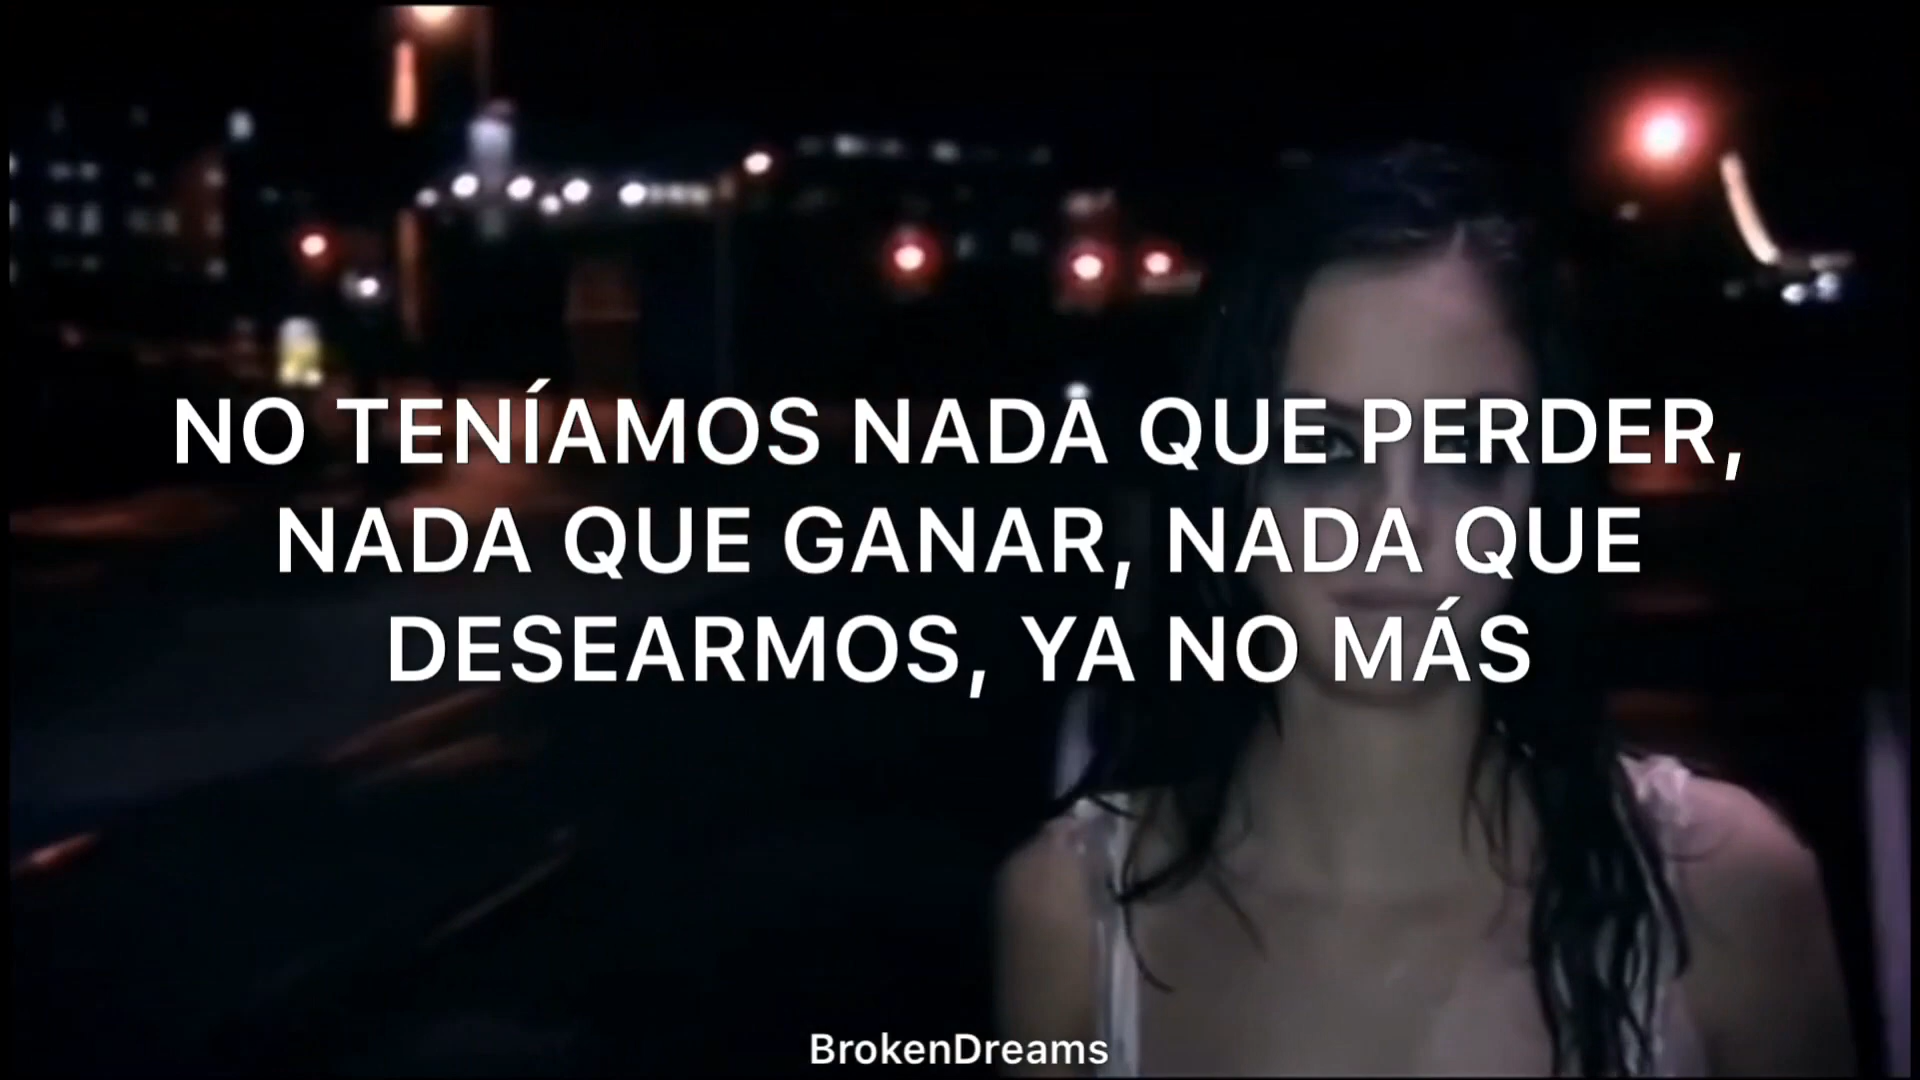 NO TENÍAMOS NADA QUE PERDER,
NADA QUE GANAR, NADA QUE
DESEARMOS, YA NO MÁS
BrokenDreams